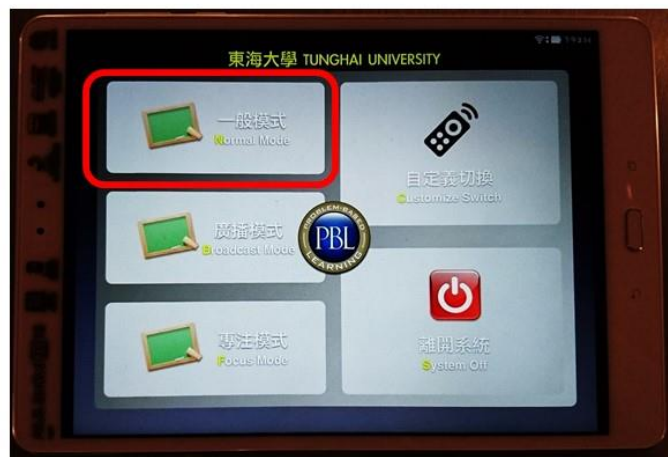 東海大學 TUNGHAI UNIVERSITY
一般模式
Normal Mode
廣播模式
Broadcast Mode
專注模式
Focus Mode
自定義切換
Customize Switch
離開系統
System Off
PROBLEM-BASED
PBL
LEARNING